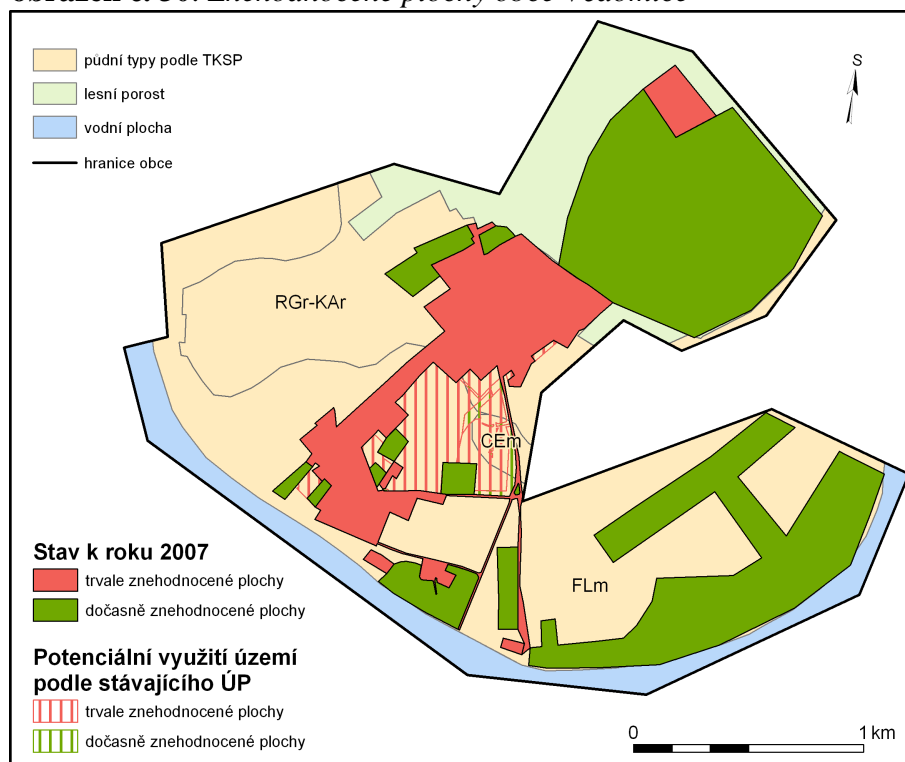 půdní typy podle TKSP
lesní porost
vodní plocha
hranice obce
S
RGr-KAr
CEm
FLm
Stav k roku 2007
trvale znehodnocené plochy
dočasně znehodnocené plochy
Potenciální využití území
podle stávajícího ÚP
trvale znehodnocené plochy
dočasně znehodnocené plochy
0 1 km